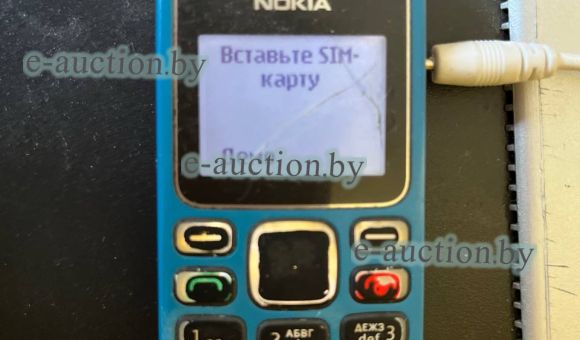 NOKIA
e-auction.by
Вставьте SIM-
карту
e-auction.by
e-auction.by
1
2 АБВГ
ДЕЖЗ 3
def